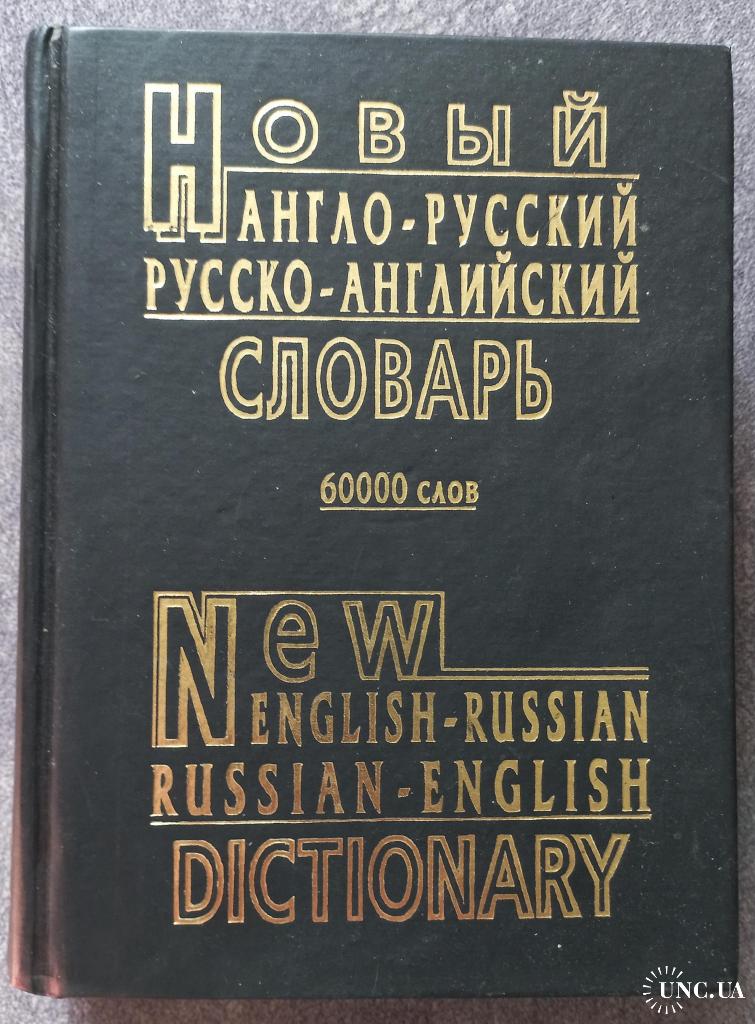 Новый
АНГЛО-РУССКИЙ
РУССКО-АНГЛИЙСКИЙ
СЛОВАРЬ
60000 СЛОВ
New
ENGLISH-RUSSIAN
RUSSIAN-ENGLISH
DICTIONARY
UNC.UA